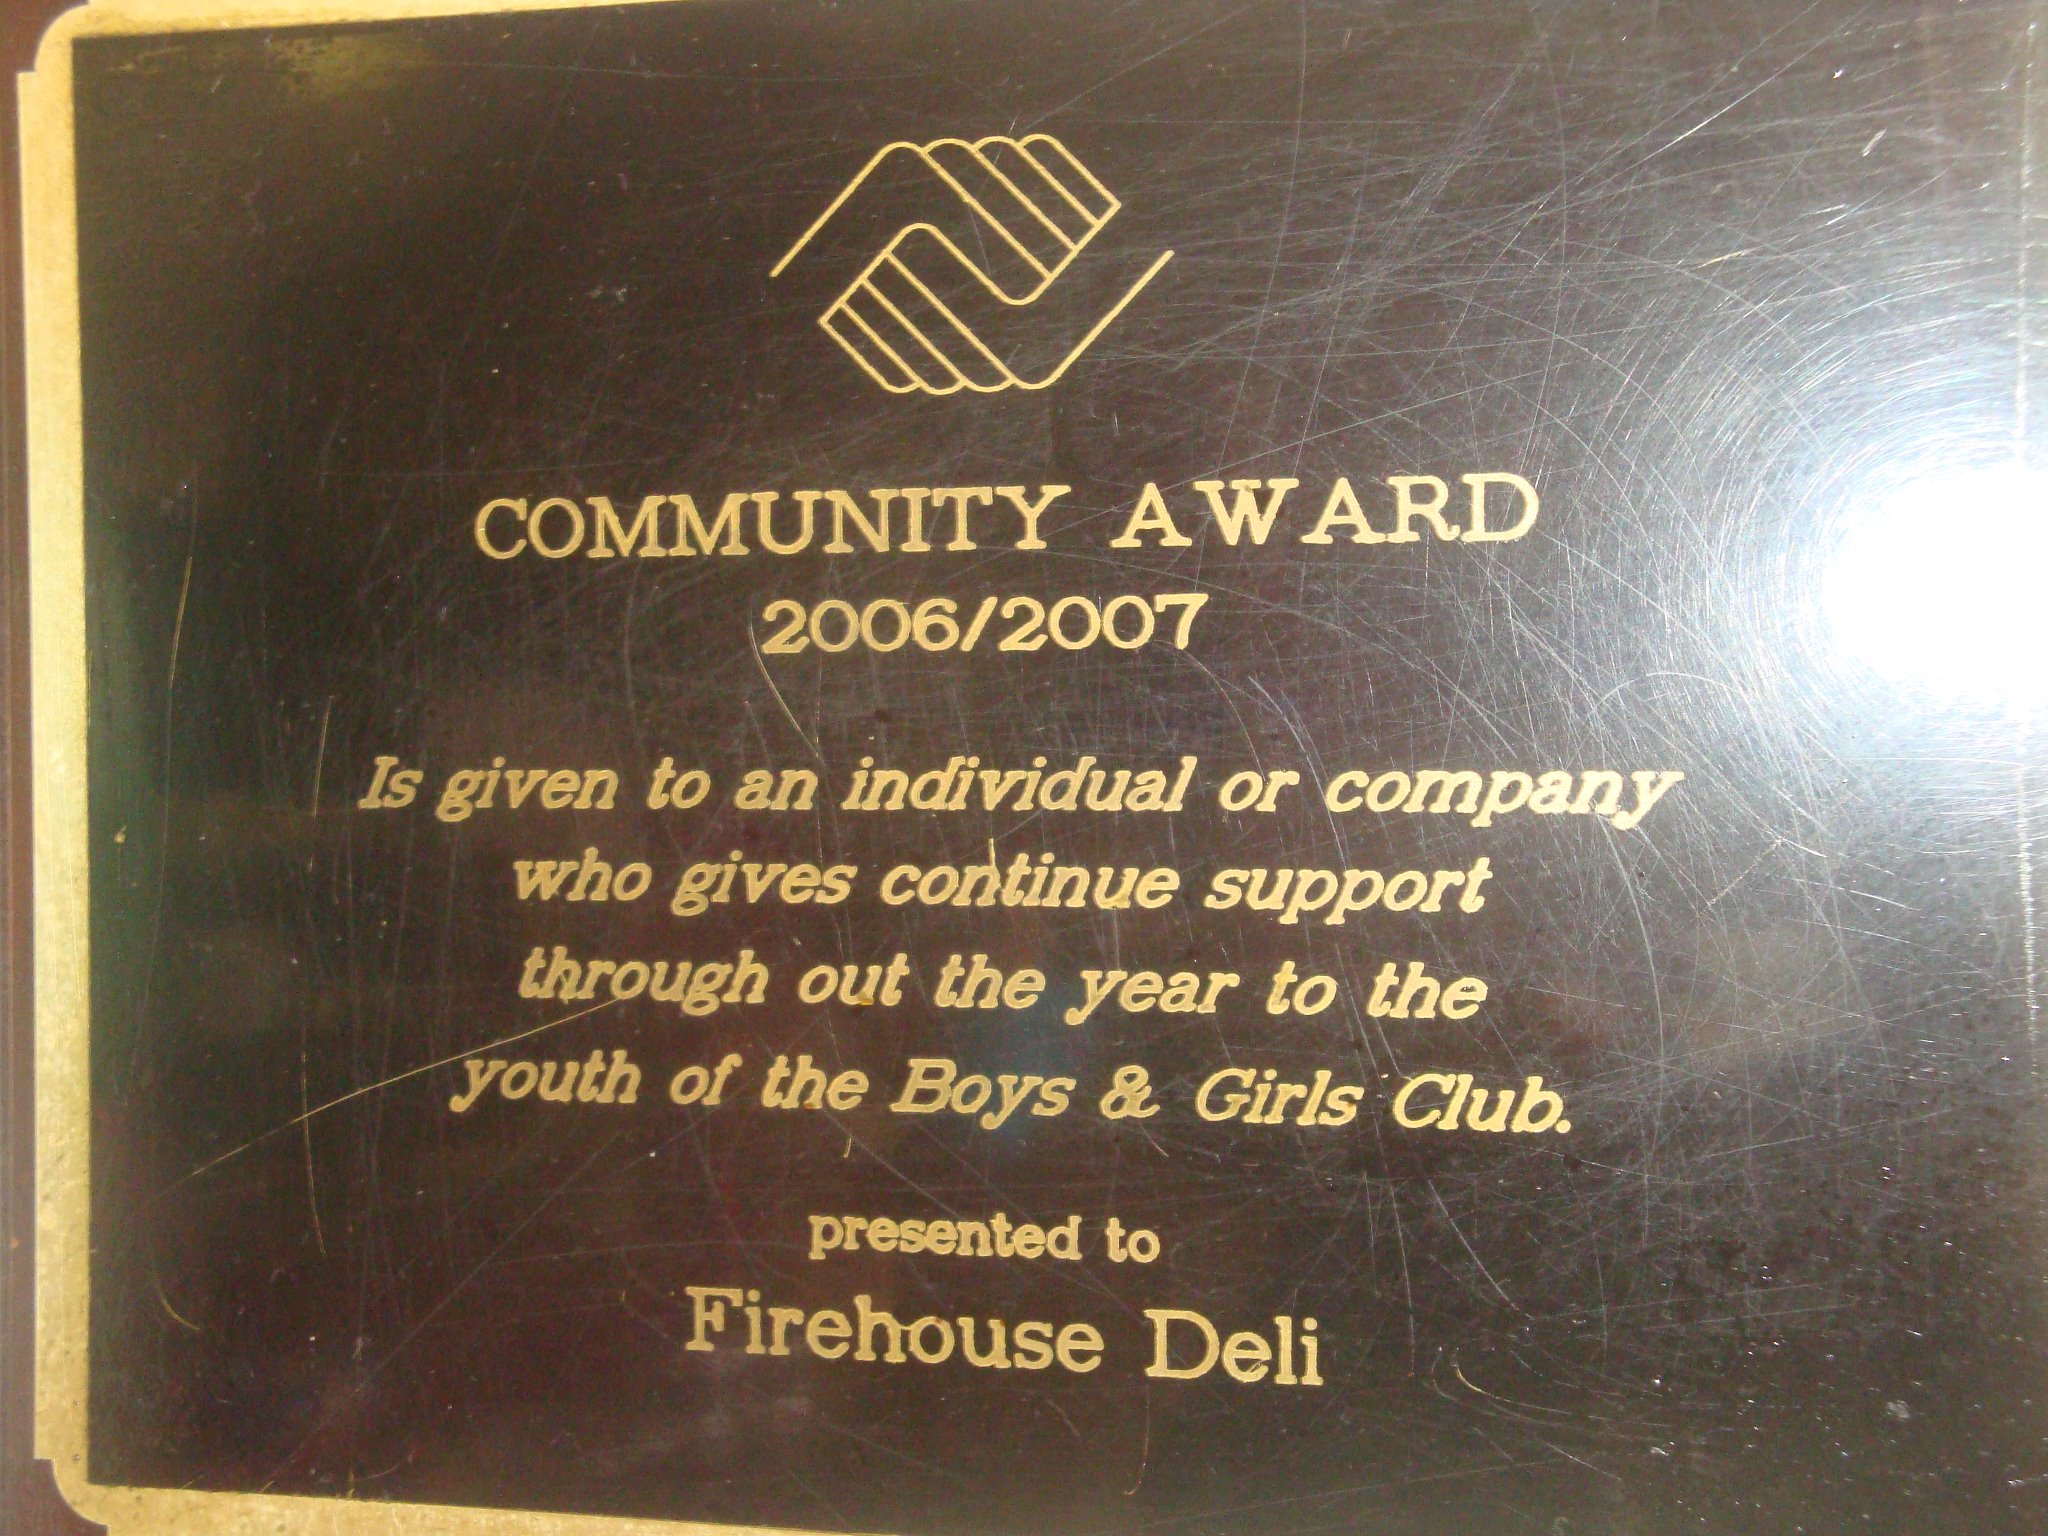 COMMUNITY AWARD
2006/2007
Is given to an individual or company
who gives continue support
through out the year to the
youth of the Boys & Girls Club.
presented to
Firehouse Deli